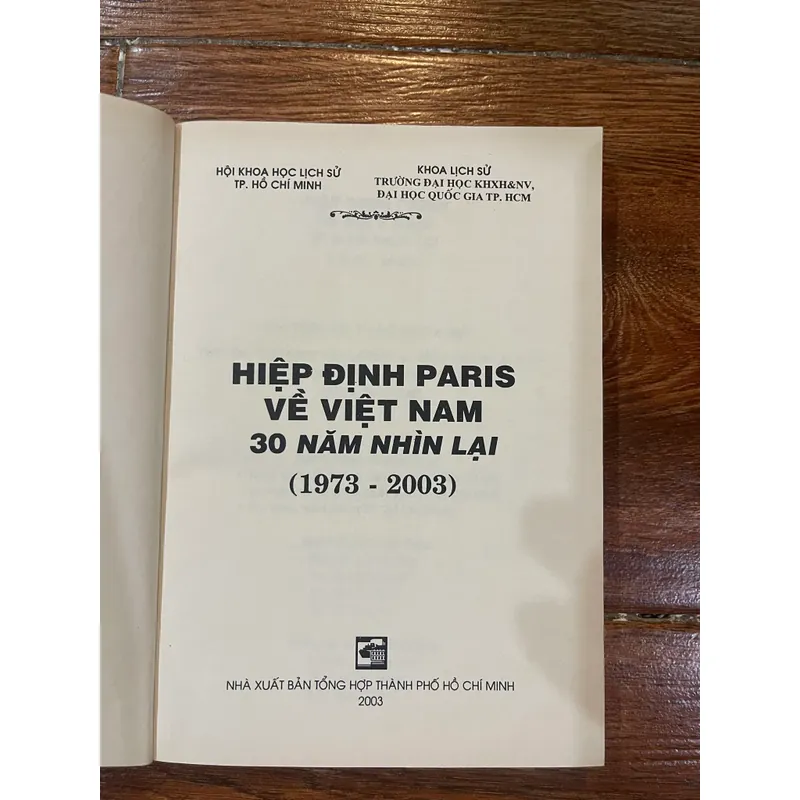 HỘI KHOA HỌC LỊCH SỬ
TP. HỒ CHÍ MINH
KHOA LỊCH SỬ
TRƯỜNG ĐẠI HỌC KHXH&NV,
ĐẠI HỌC QUỐC GIA TP. HCM
HIỆP ĐỊNH PARIS
VỀ VIỆT NAM
30 NĂM NHÌN LẠI
(1973 - 2003)
NHÀ XUẤT BẢN TỔNG HỢP THÀNH PHỐ HỒ CHÍ MINH
2003